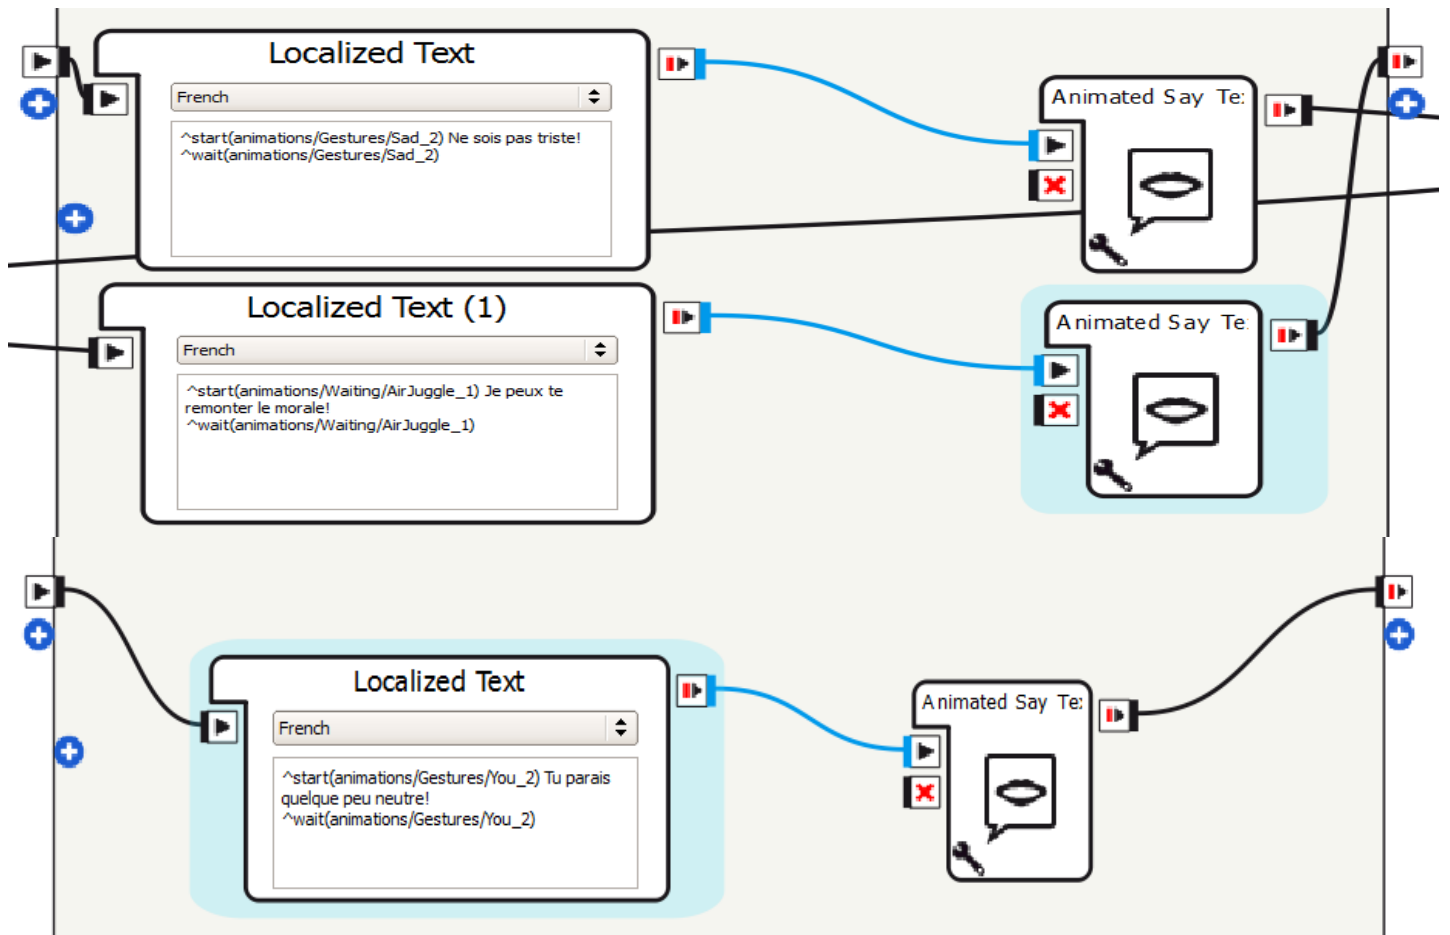 Localized Text
French
^start(animations/Gestures/Sad_2) Ne sois pas triste!
^wait(animations/Gestures/Sad_2)
Animated Say Te
Localized Text (1)
French
^start(animations/Waiting/AirJuggle_1) Je peux te
remonter le morale!
^wait(animations/Waiting/AirJuggle_1)
Animated Say Te
Localized Text
French
^start(animations/Gestures/You_2) Tu parais
quelque peu neutre!
^wait(animations/Gestures/You_2)
Animated Say Te